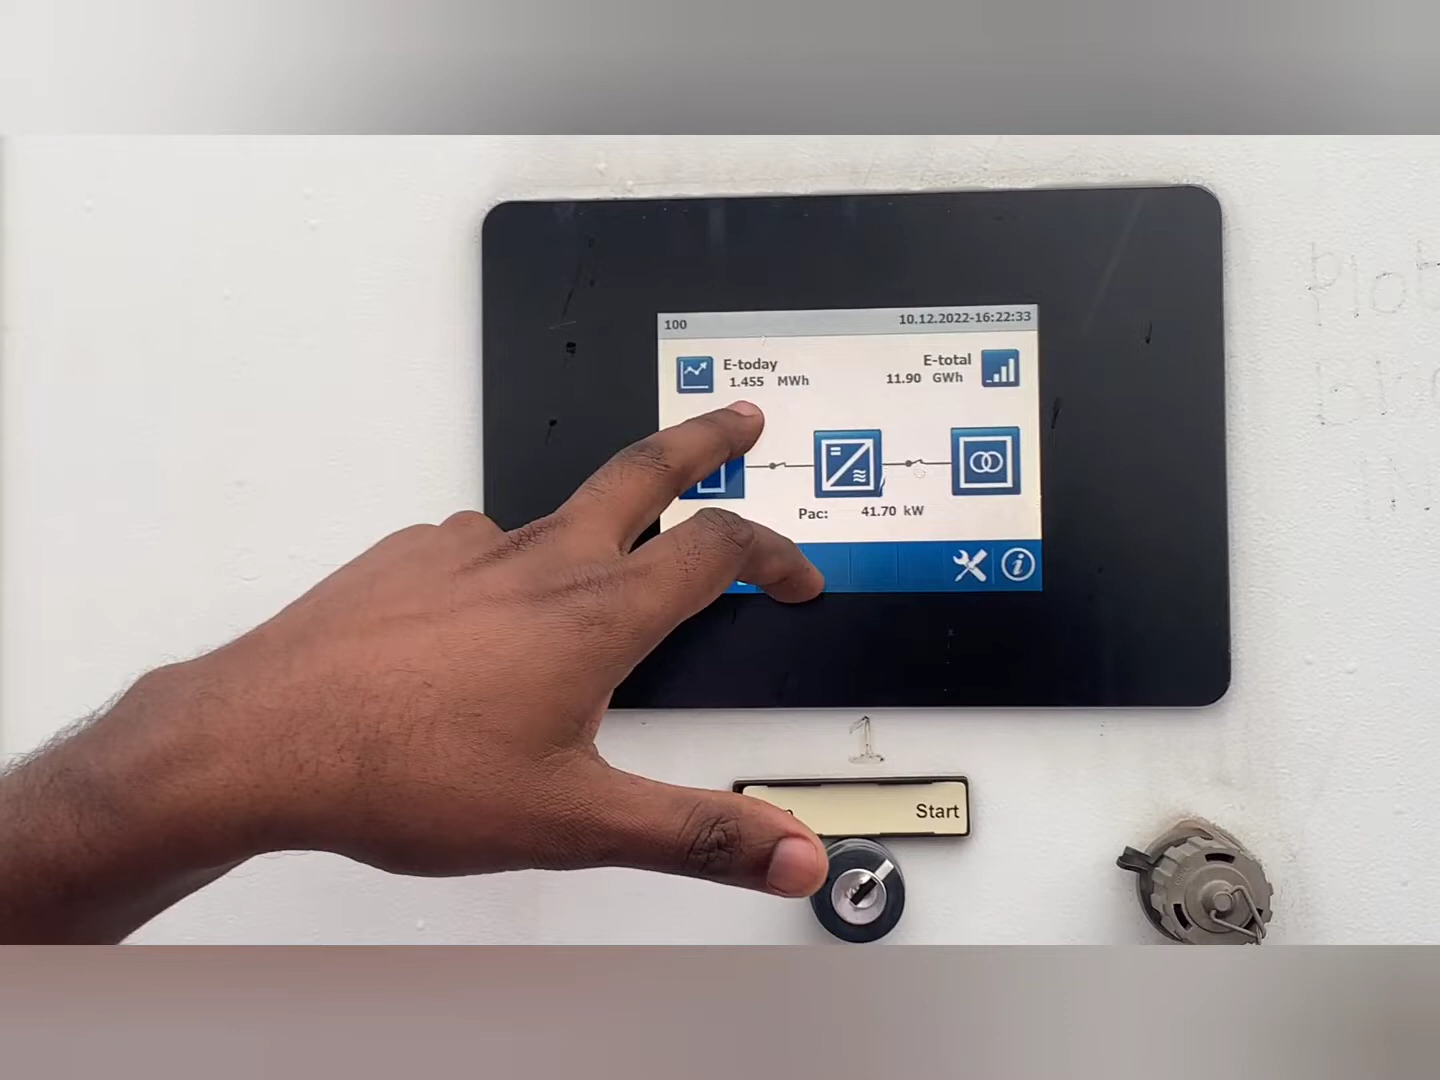 100 10.12.2022-16:22:33
E-today E-total
1.455 MWh 11.90 GWh
Pac: 41.70 kW
1
Start